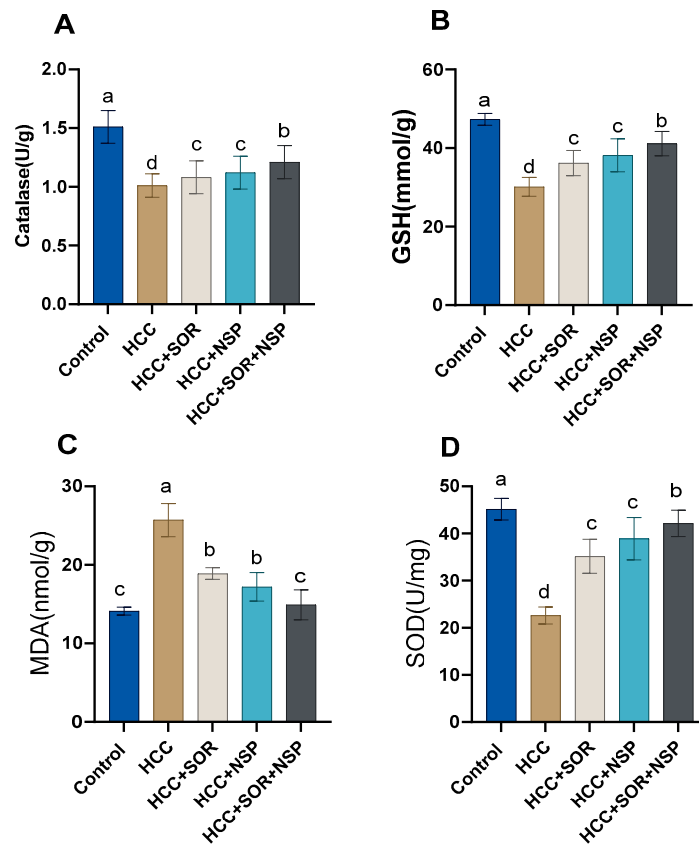 A
Catalase(U/g)
2.0
1.5
1.0
0.5
0.0
a
d
c
c
b
Control
HCC
HCC+SOR
HCC+NSP
HCC+SOR+NSP
B
GSH(mmol/g)
60
40
20
0
a
d
c
c
b
Control
HCC
HCC+SOR
HCC+NSP
HCC+SOR+NSP
C
MDA(nmol/g)
30
20
10
0
c
a
b
b
c
Control
HCC
HCC+SOR
HCC+NSP
HCC+SOR+NSP
D
SOD(U/mg)
50
40
30
20
10
0
a
d
c
c
b
Control
HCC
HCC+SOR
HCC+NSP
HCC+SOR+NSP